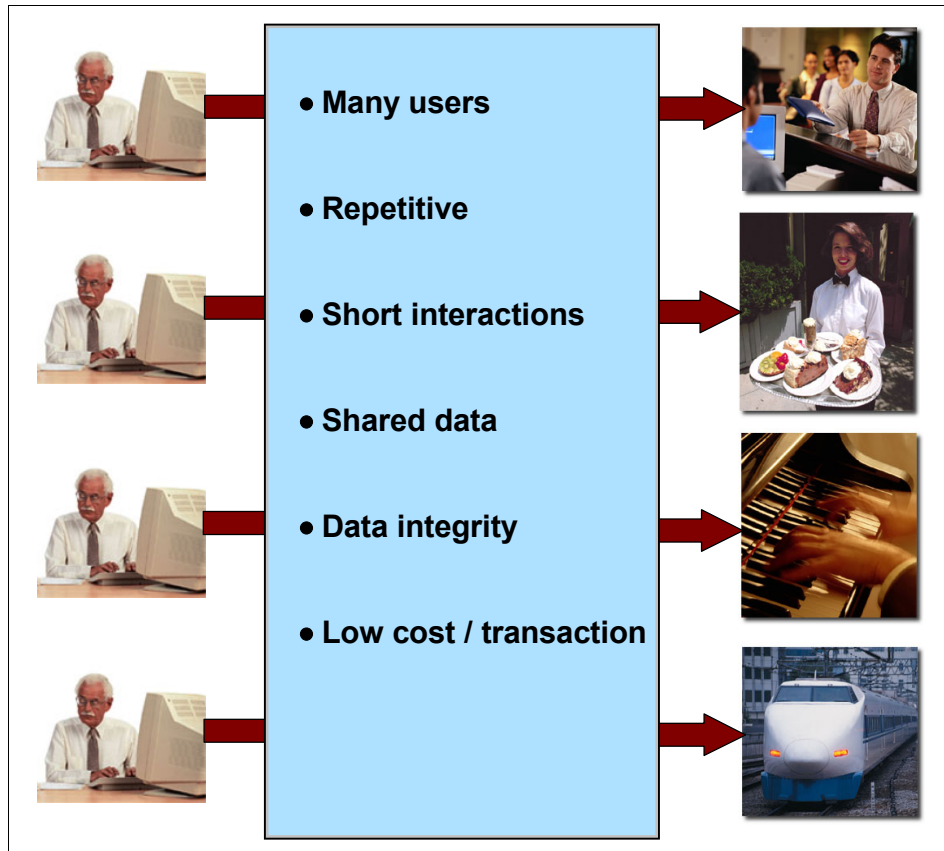 • Many users
• Repetitive
• Short interactions
• Shared data
• Data integrity
• Low cost / transaction